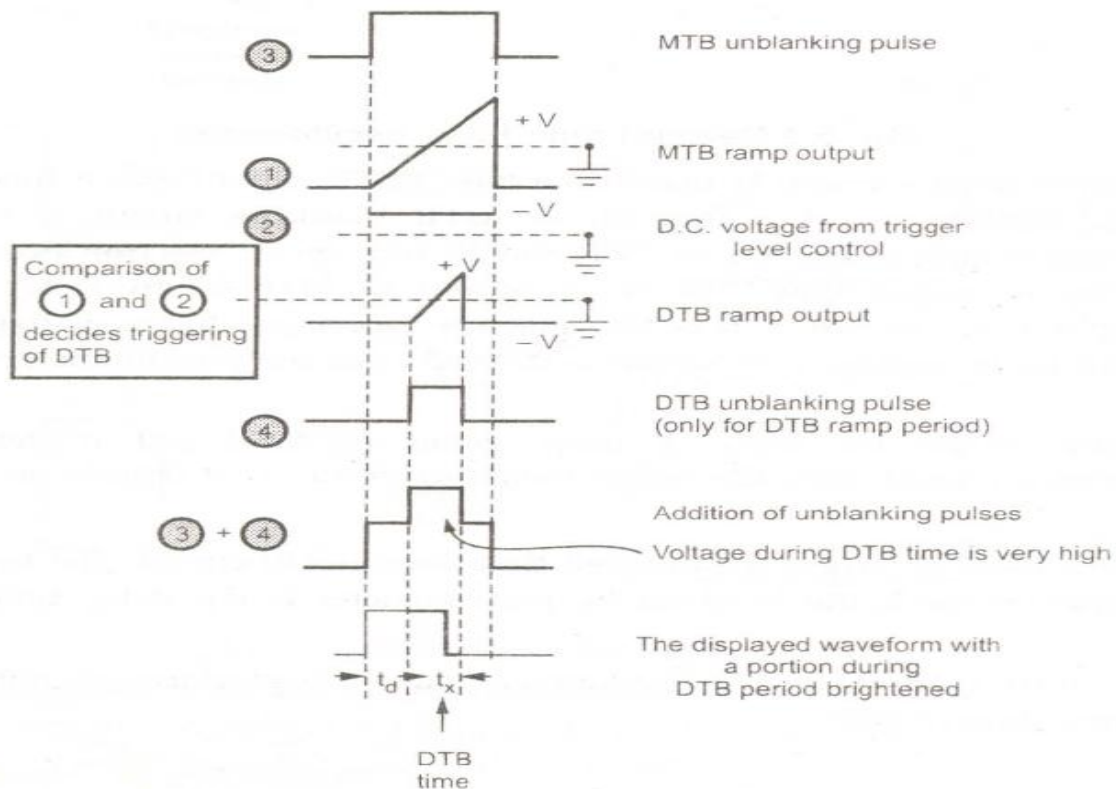 3
MTB unblanking pulse
+ V
1
MTB ramp output
2
– V
D.C. voltage from trigger
level control
Comparison of
1 and 2
decides triggering
of DTB
+ V
DTB ramp output
– V
4
DTB unblanking pulse
(only for DTB ramp period)
3 + 4
Addition of unblanking pulses
Voltage during DTB time is very high
The displayed waveform with
a portion during
DTB period brightened
td tx
DTB
time